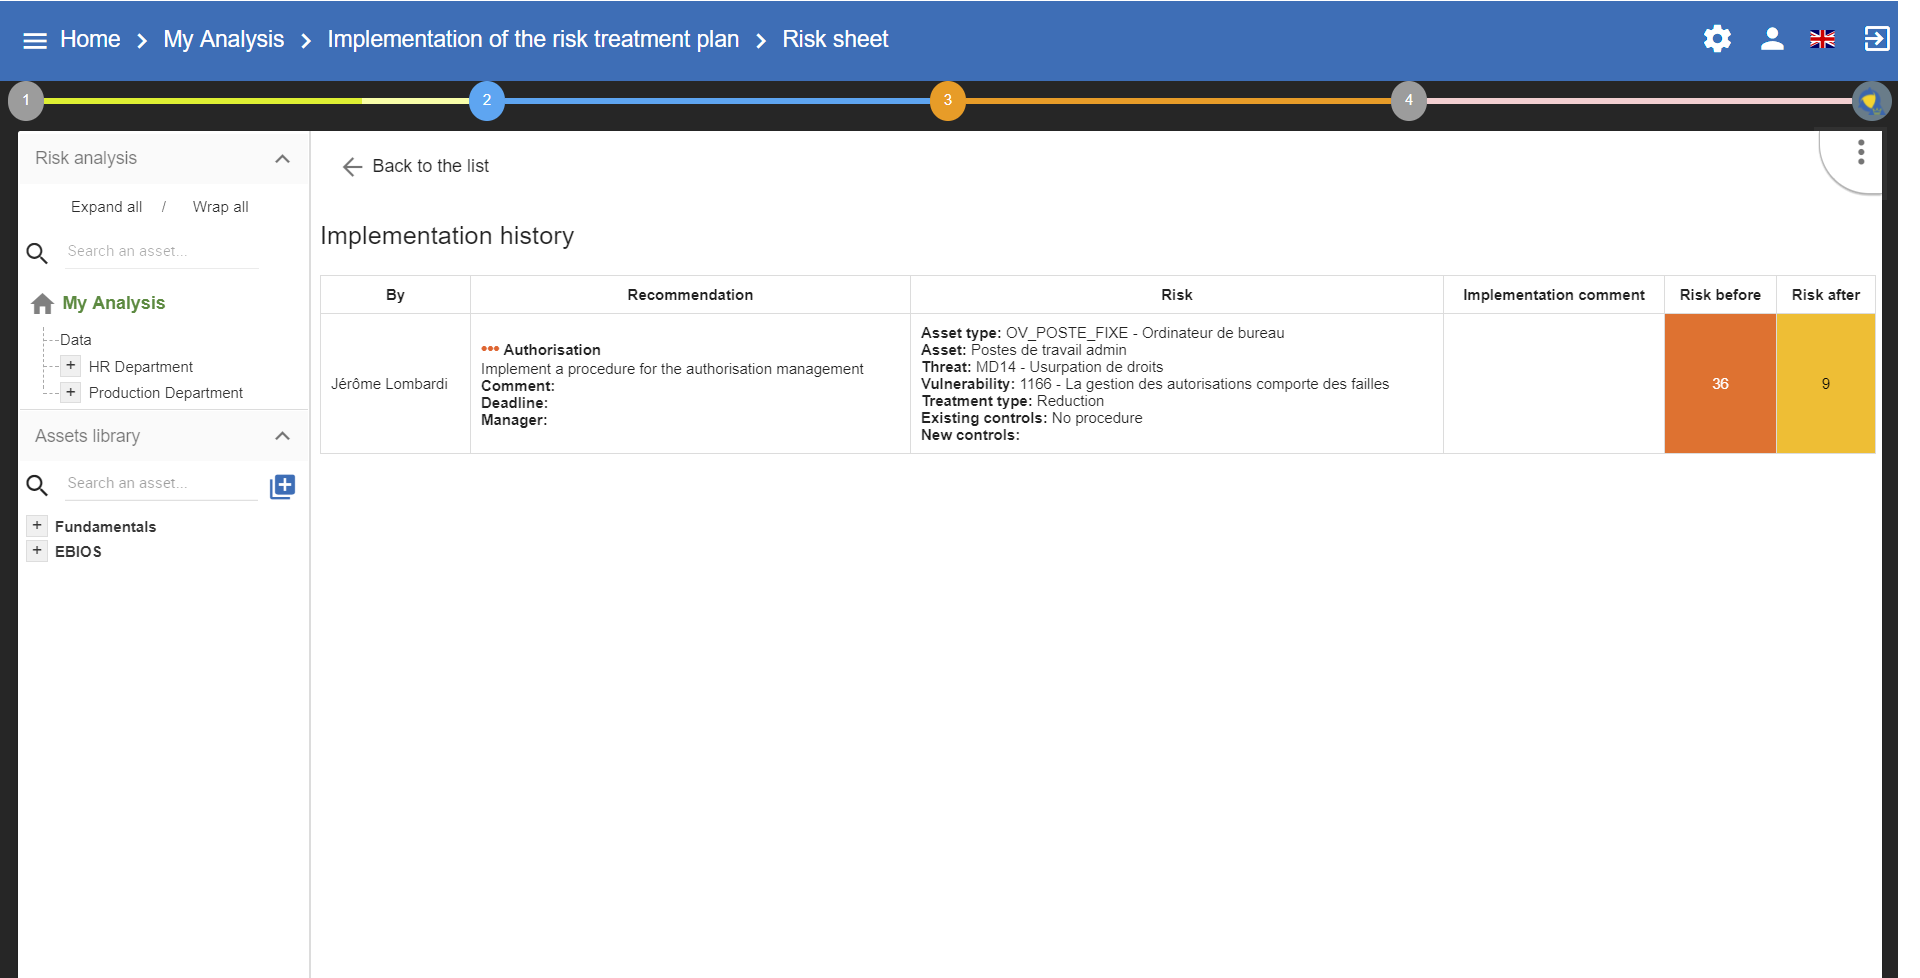 Home > My Analysis > Implementation of the risk treatment plan > Risk sheet
1 2 3 4
Risk analysis
Expand all / Wrap all
Search an asset...
My Analysis
Data
+ HR Department
+ Production Department
Assets library
Search an asset...
+ Fundamentals
+ EBIOS
Back to the list
Implementation history
By Recommendation Risk Implementation comment Risk before Risk after
Jérôme Lombardi
••• Authorisation
Implement a procedure for the authorisation management
Comment:
Deadline:
Manager:
Asset type: OV_POSTE_FIXE - Ordinateur de bureau
Asset: Postes de travail admin
Threat: MD14 - Usurpation de droits
Vulnerability: 1166 - La gestion des autorisations comporte des failles
Treatment type: Reduction
Existing controls: No procedure
New controls:
36
9